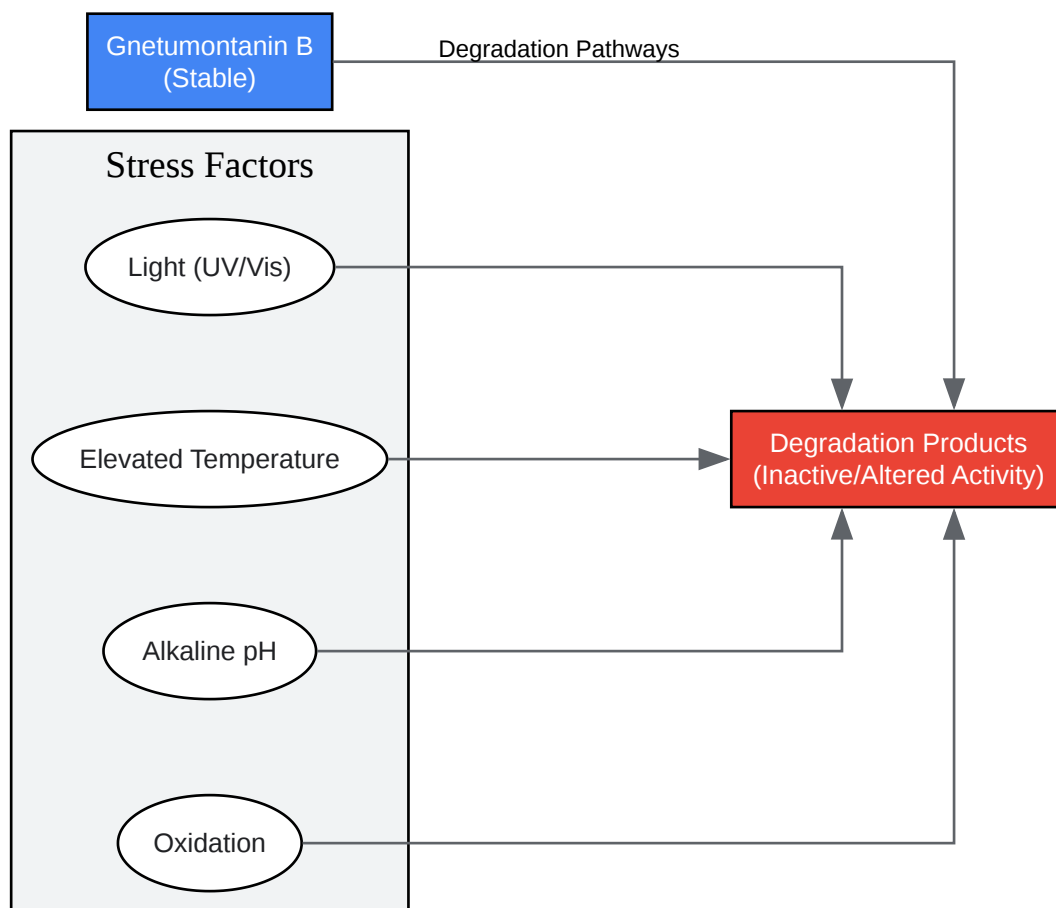 Gnetumontanin B
(Stable)
Degradation Pathways
Stress Factors
Light (UV/Vis)
Elevated Temperature
Degradation Products
(Inactive/Altered Activity)
Alkaline pH
Oxidation